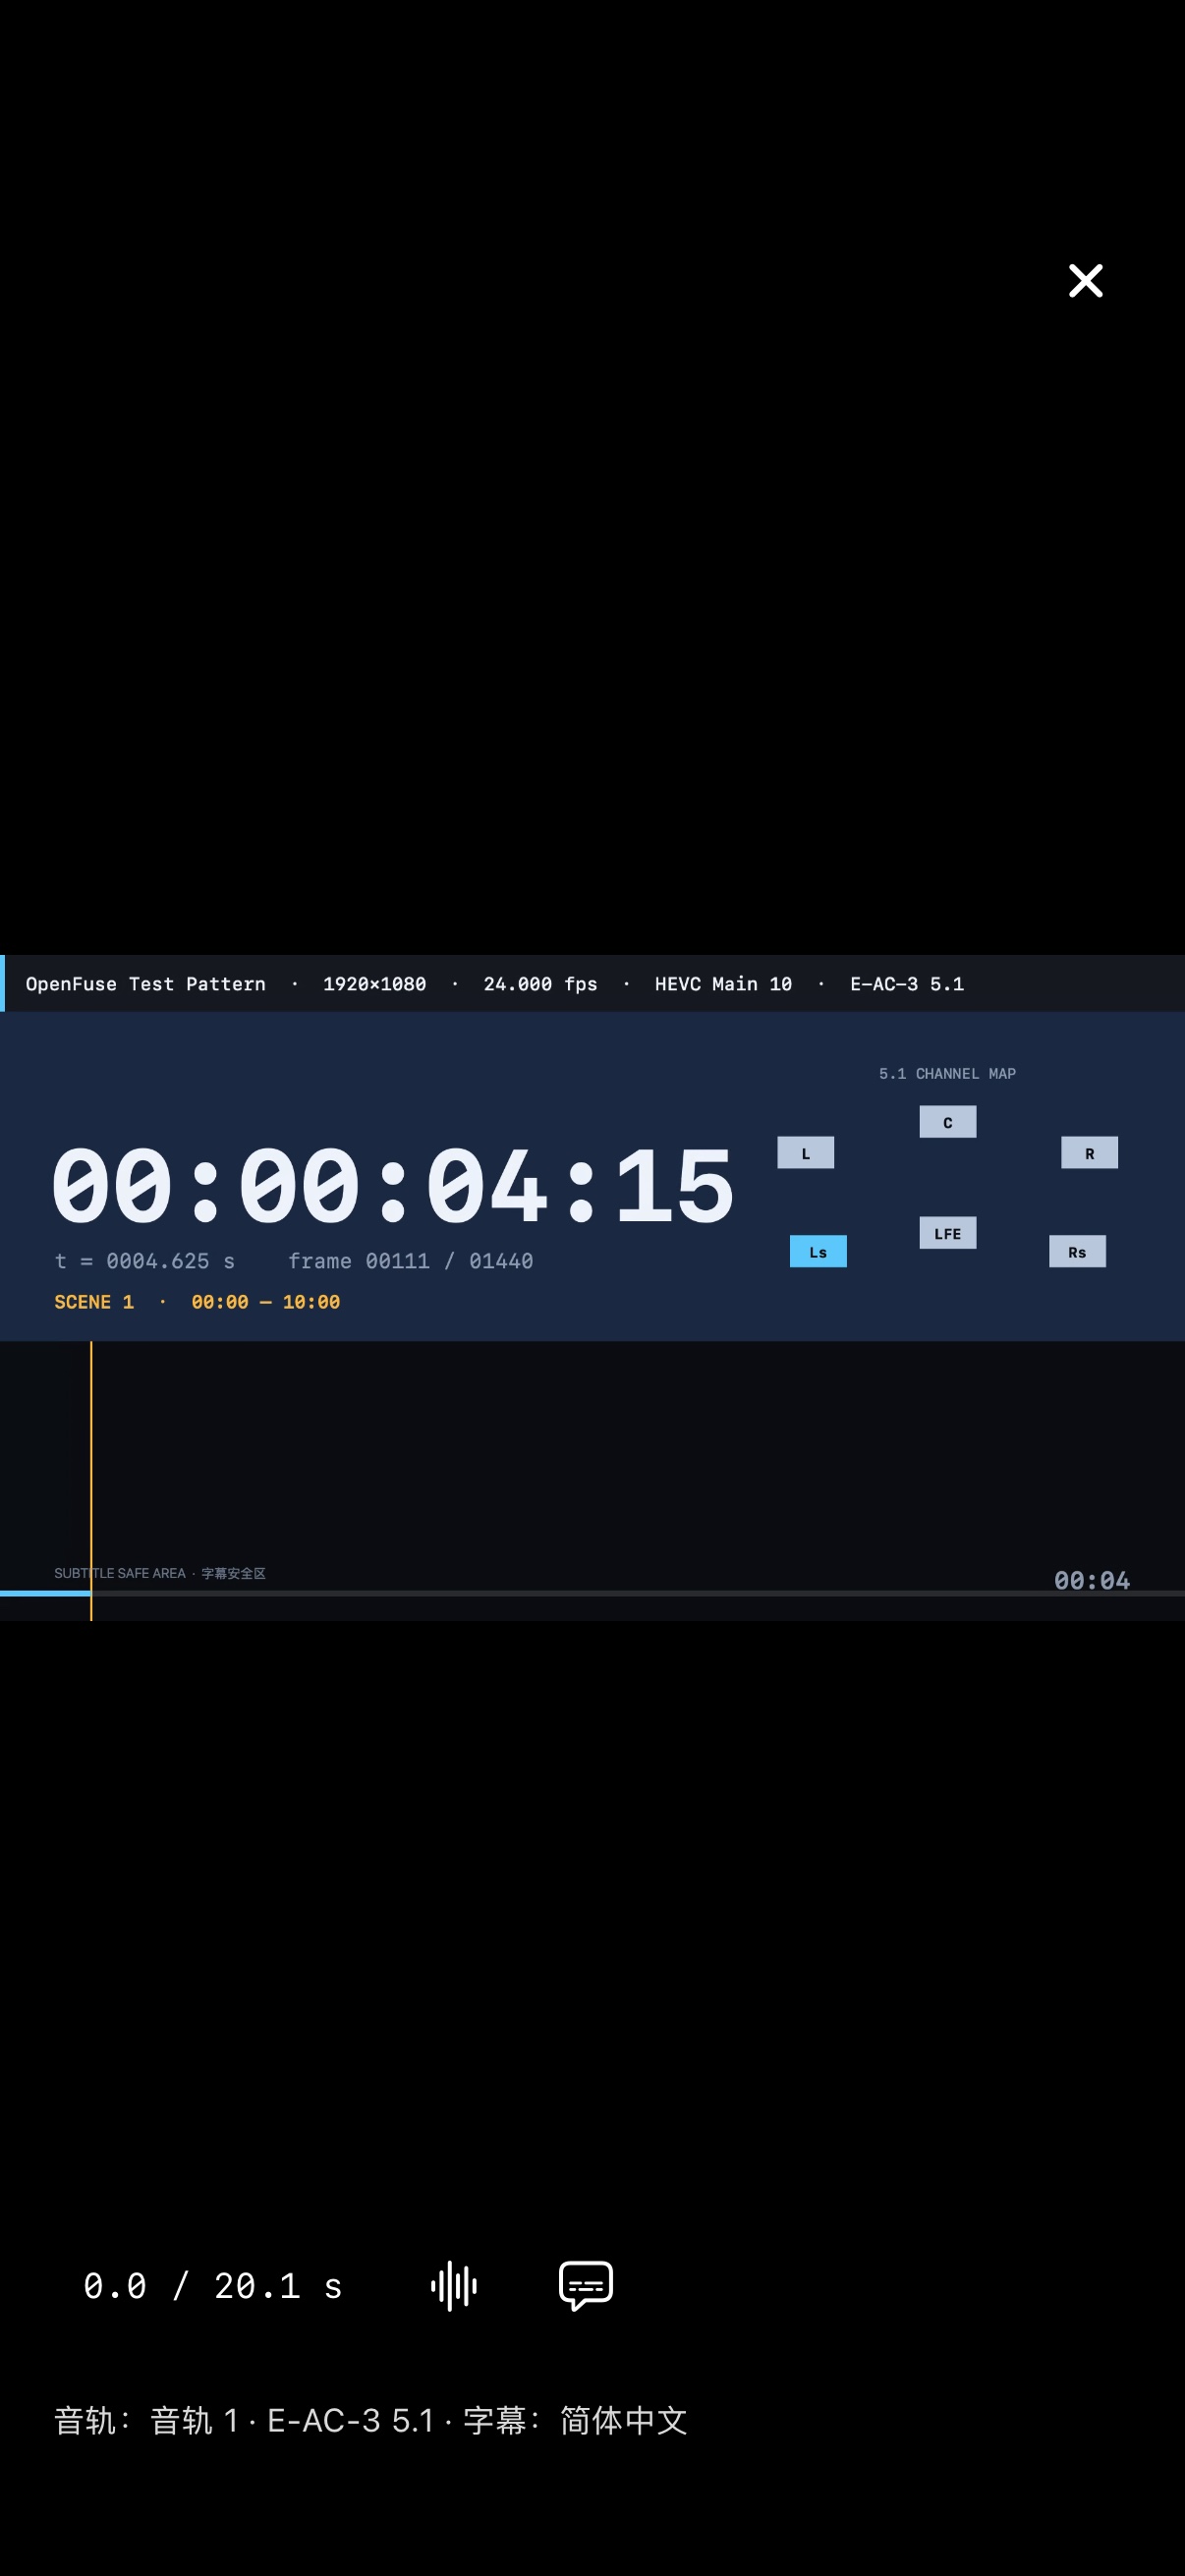 OpenFuse Test Pattern · 1920×1080 · 24.000 fps · HEVC Main 10 · E-AC-3 5.1
5.1 CHANNEL MAP
C
L
R
00:00:04:15
LFE
Ls
Rs
t = 0004.625 s frame 00111 / 01440
SCENE 1 · 00:00 — 10:00
SUBTITLE SAFE AREA · 字幕安全区
00:04
0.0 / 20.1 s
音轨：音轨 1 · E-AC-3 5.1 · 字幕：简体中文